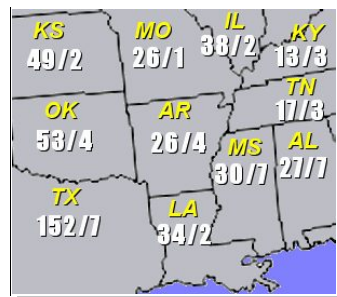 KS
49/2
MO
26/1
IL
38/2
KY
13/3
TN
17/3
OK
53/4
AR
26/4
MS
30/7
AL
27/7
TX
152/7
LA
34/2